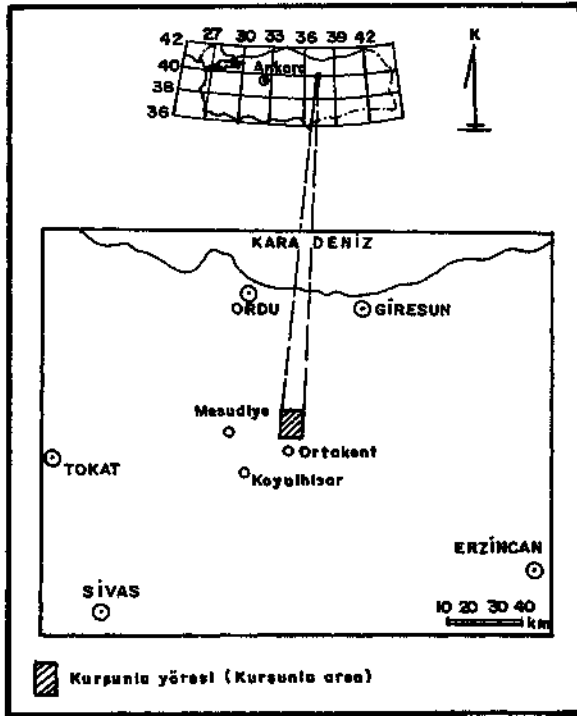 42 27 30 33 36 39 42
40
38
36
Ankara
K
KARA DENİZ
ORDU
GİRESUN
Mesudiye
Ortakent
Koyulhisar
TOKAT
ERZİNCAN
SİVAS
10 20 30 40
km
Kurşunlu yöresi (Kurşunlu area)